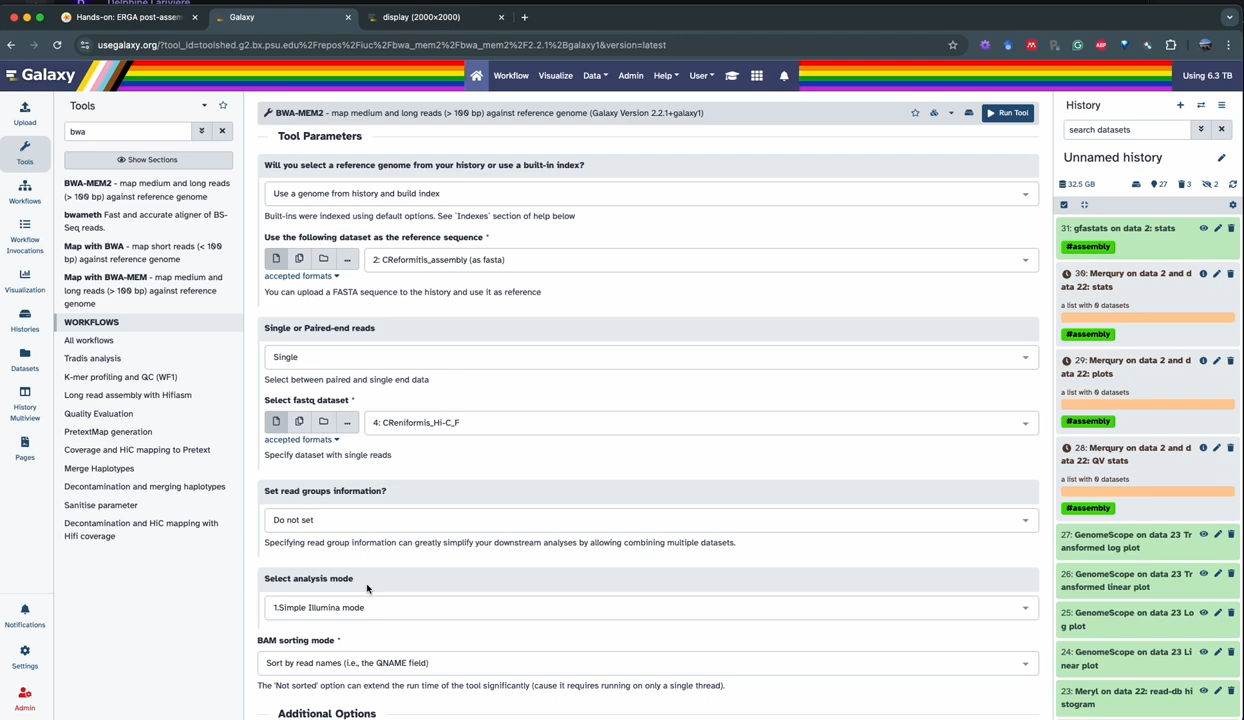 Delphine Lariviere
Hands-on: ERGA post-assem
Galaxy
display (2000×2000)
usegalaxy.org/?tool_id=toolshed.g2.bx.psu.edu%2Frepos%2Fiuc%2Fbwa_mem2%2Fbwa_mem2%2F2.2.1%2Bgalaxy1&version=latest
Galaxy
Workflow
Visualize
Data
Admin
Help
User
Using 6.3 TB
Upload
Tools
Workflows
Workflow
Invocations
Visualization
Histories
Datasets
History
Multiview
Pages
Notifications
Settings
Admin
Tools
bwa
Show Sections
BWA-MEM2 - map medium and long reads
(> 100 bp) against reference genome
bwameth Fast and accurate aligner of BS-
Seq reads.
Map with BWA - map short reads (< 100
bp) against reference genome
Map with BWA-MEM - map medium and
long reads (> 100 bp) against reference
genome
WORKFLOWS
All workflows
Tradis analysis
K-mer profiling and QC (WF1)
Long read assembly with Hifiasm
Quality Evaluation
PretextMap generation
Coverage and HiC mapping to Pretext
Merge Haplotypes
Decontamination and merging haplotypes
Sanitise parameter
Decontamination and HiC mapping with
Hifi coverage
BWA-MEM2 - map medium and long reads (> 100 bp) against reference genome (Galaxy Version 2.2.1+galaxy1)
Run Tool
Tool Parameters
Will you select a reference genome from your history or use a built-in index?
Use a genome from history and build index
Built-ins were indexed using default options. See `Indexes` section of help below
Use the following dataset as the reference sequence *
2: CReformitis_assembly (as fasta)
accepted formats
You can upload a FASTA sequence to the history and use it as reference
Single or Paired-end reads
Single
Select between paired and single end data
Select fastq dataset *
4: CReniformis_Hi-C_F
accepted formats
Specify dataset with single reads
Set read groups information?
Do not set
Specifying read group information can greatly simplify your downstream analyses by allowing combining multiple datasets.
Select analysis mode
1.Simple Illumina mode
BAM sorting mode *
Sort by read names (i.e., the QNAME field)
The 'Not sorted' option can extend the run time of the tool significantly (cause it requires running on only a single thread).
Additional Options
History
search datasets
Unnamed history
32.5 GB
27
3
2
31: gfastats on data 2: stats
#assembly
30: Merqury on data 2 and d
ata 22: stats
a list with 0 datasets
#assembly
29: Merqury on data 2 and d
ata 22: plots
a list with 0 datasets
#assembly
28: Merqury on data 2 and d
ata 22: QV stats
a list with 0 datasets
#assembly
27: GenomeScope on data 23 Tr
ansformed log plot
26: GenomeScope on data 23 Tr
ansformed linear plot
25: GenomeScope on data 23 Lo
g plot
24: GenomeScope on data 23 Li
near plot
23: Meryl on data 22: read-db hi
stogram